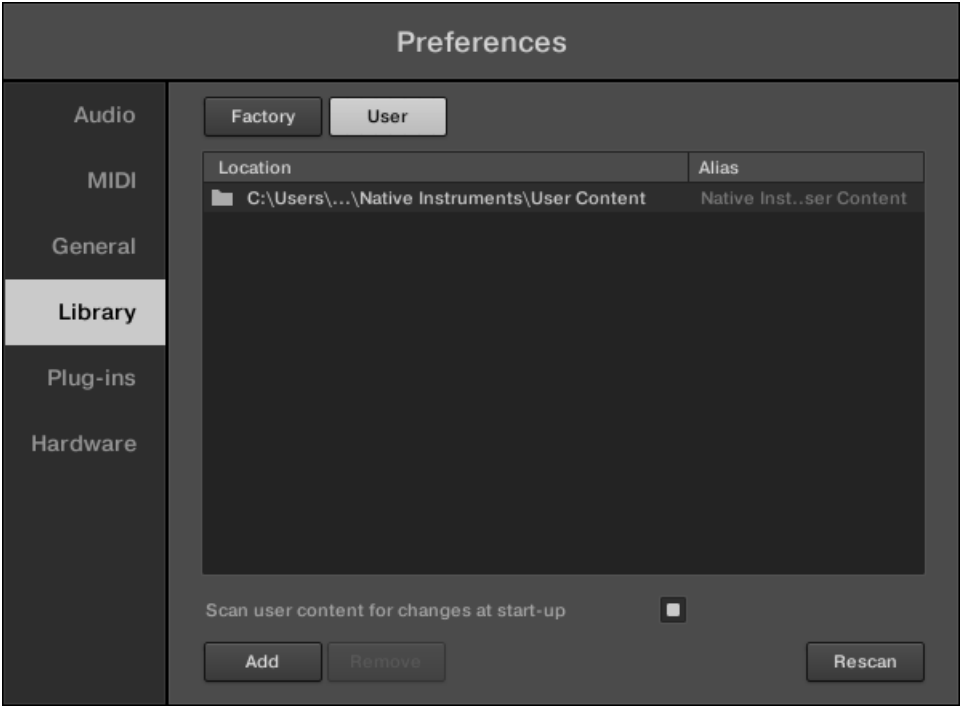 Preferences
Audio
MIDI
General
Library
Plug-ins
Hardware
Factory User
Location Alias
C:\Users\...\Native Instruments\User Content Native Inst..ser Content
Scan user content for changes at start-up
Add Remove Rescan